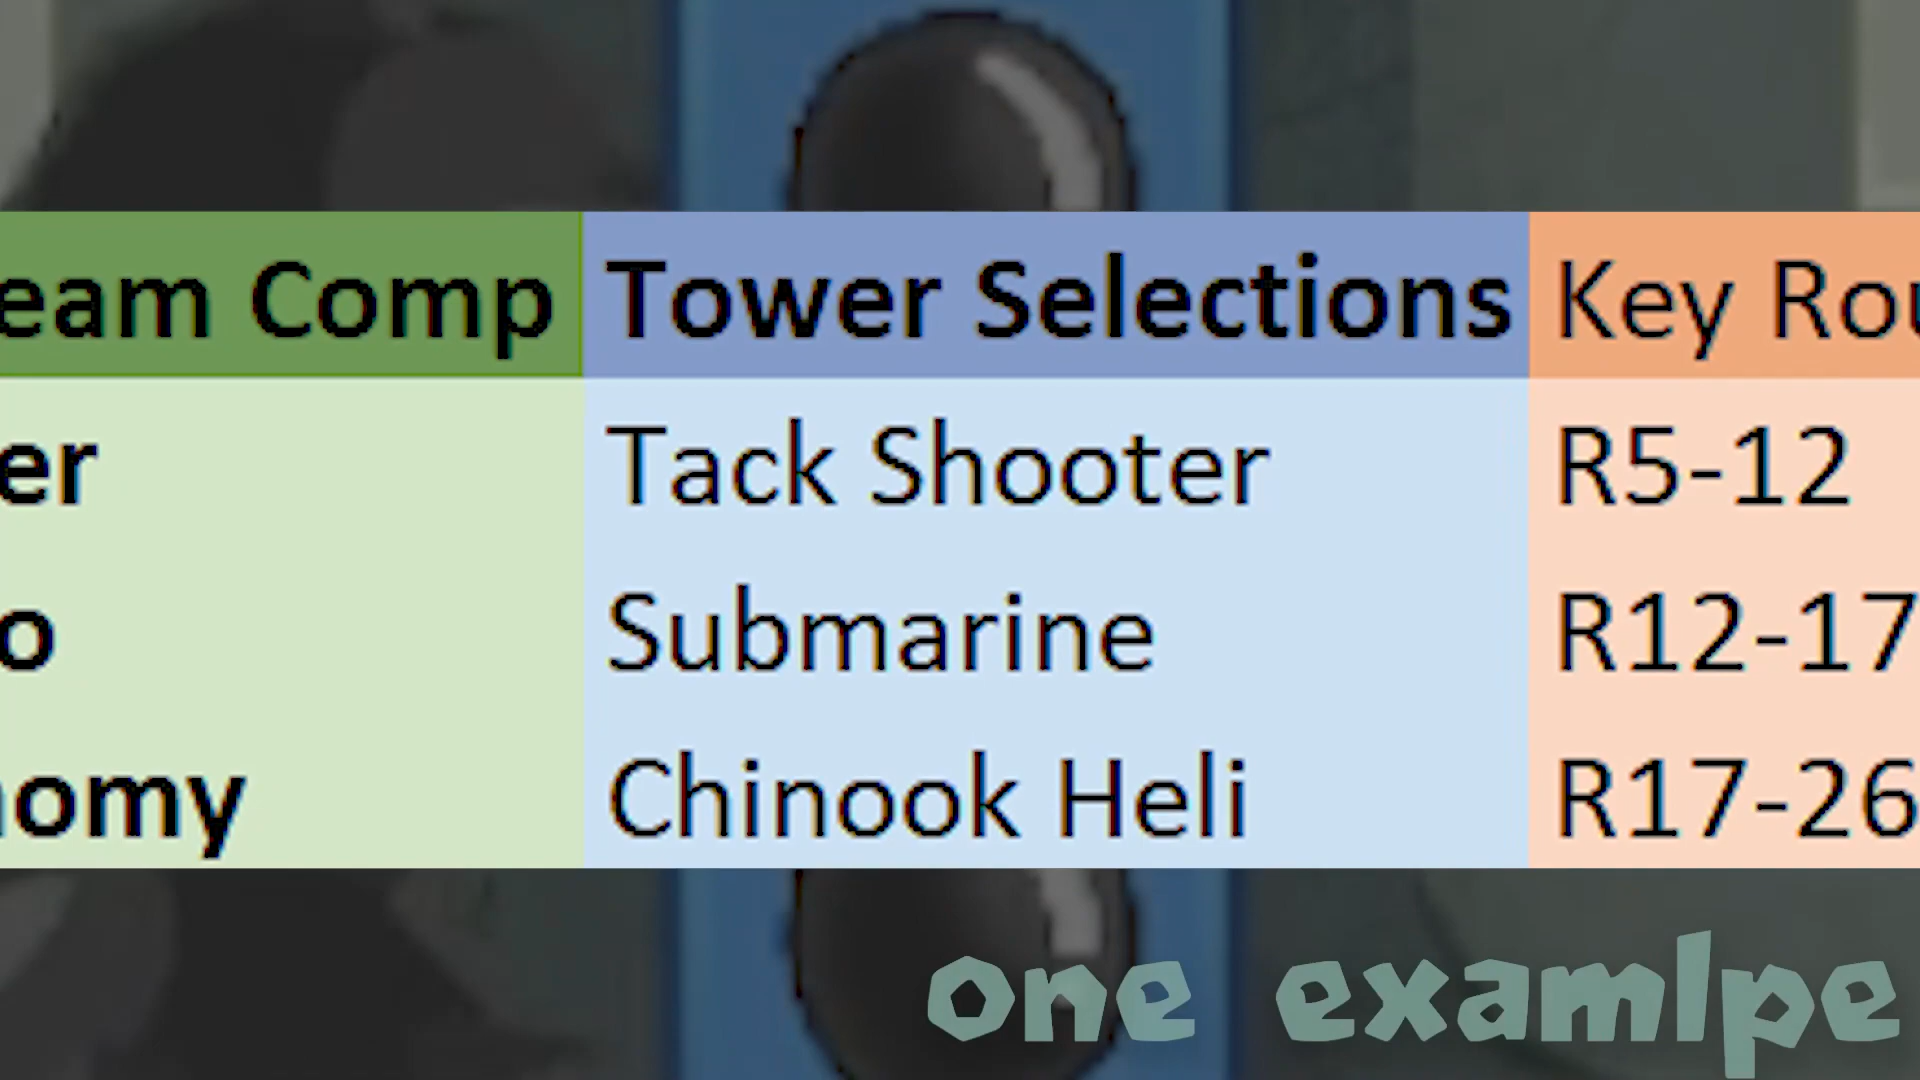 eam Comp Tower Selections Key Rou
er Tack Shooter R5-12
o Submarine R12-17
nomy Chinook Heli R17-26
one examlpe